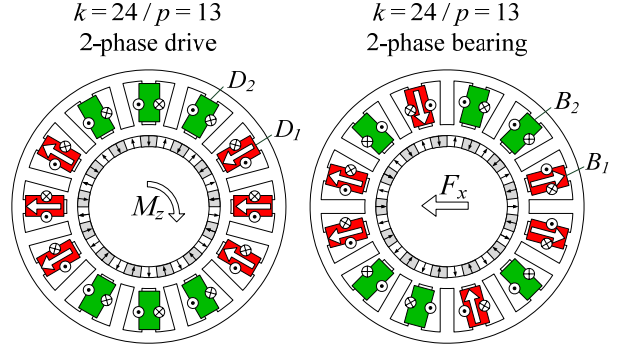 k = 24 / p = 13
2-phase drive
k = 24 / p = 13
2-phase bearing
D2
D1
Mz
B2
B1
Fx